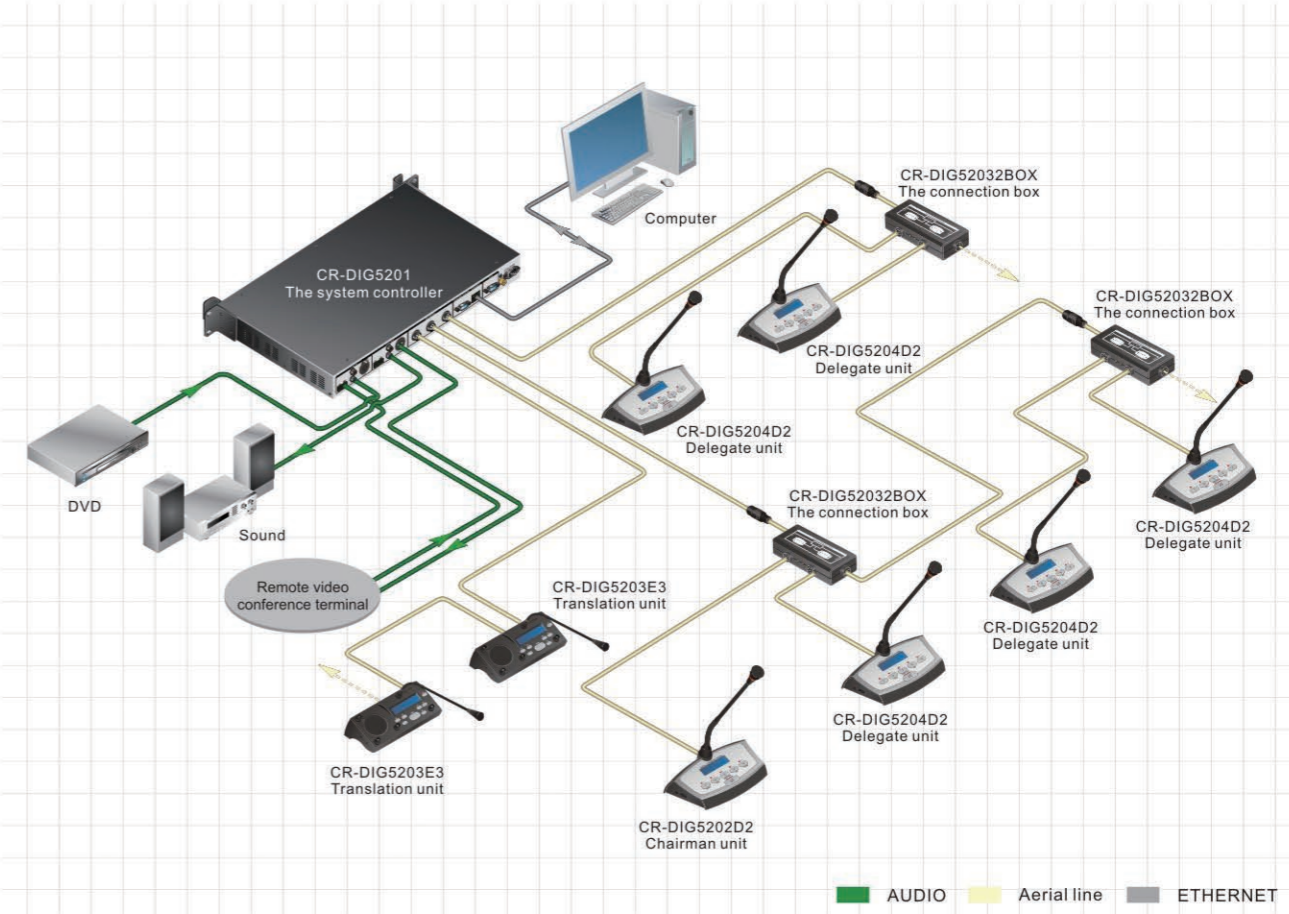 CR-DIG52032BOX
The connection box
Computer
CR-DIG5201
The system controller
CR-DIG52032BOX
The connection box
CR-DIG5204D2
Delegate unit
CR-DIG5204D2
Delegate unit
DVD
Sound
CR-DIG52032BOX
The connection box
CR-DIG5204D2
Delegate unit
Remote video
conference terminal
CR-DIG5203E3
Translation unit
CR-DIG5204D2
Delegate unit
CR-DIG5204D2
Delegate unit
CR-DIG5203E3
Translation unit
CR-DIG5202D2
Chairman unit
AUDIO
Aerial line
ETHERNET